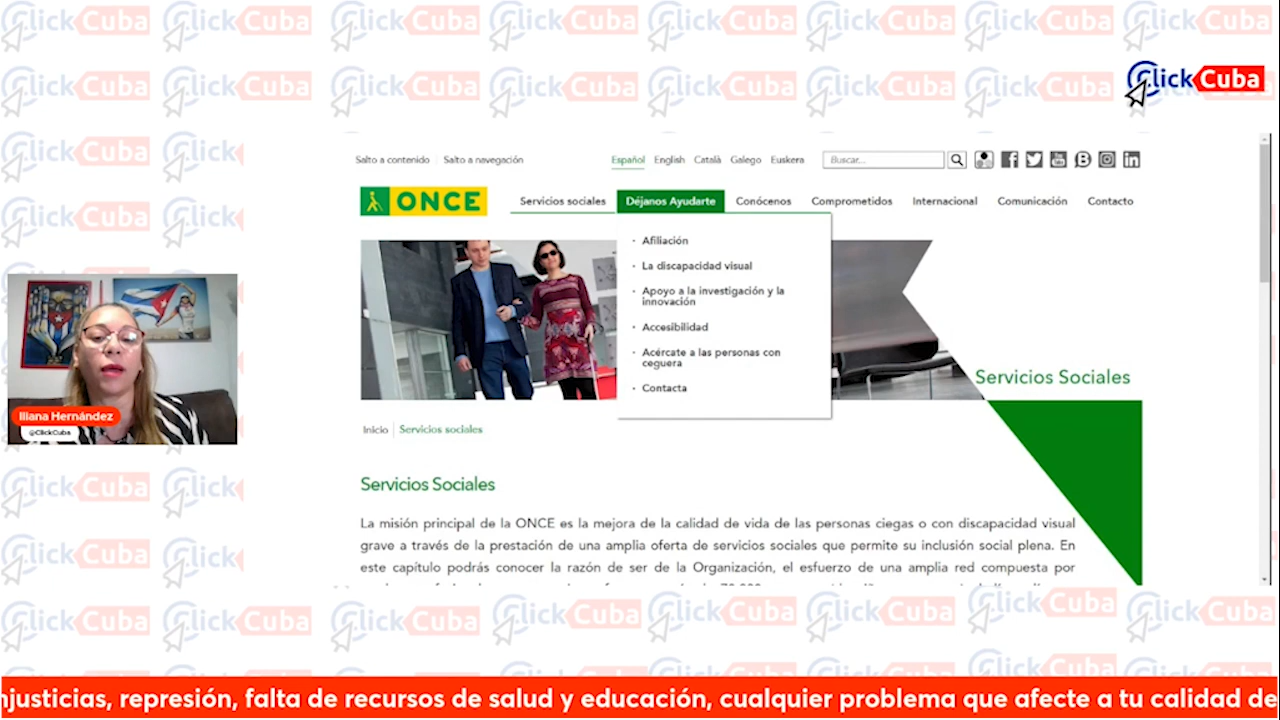 ClickCuba
Salto a contenido
Salto a navegación
Español English Català Galego Euskera
Buscar...
ONCE
Servicios sociales
Déjanos Ayudarte
Conócenos
Comprometidos
Internacional
Comunicación
Contacto
· Afiliación
· La discapacidad visual
· Apoyo a la investigación y la
innovación
· Accesibilidad
· Acércate a las personas con
ceguera
· Contacta
Servicios Sociales
Inicio
Servicios sociales
Servicios Sociales
La misión principal de la ONCE es la mejora de la calidad de vida de las personas ciegas o con discapacidad visual
grave a través de la prestación de una amplia oferta de servicios sociales que permite su inclusión social plena. En
este capítulo podrás conocer la razón de ser de la Organización, el esfuerzo de una amplia red compuesta por
Iliana Hernández
@ClickCuba
njusticias, represión, falta de recursos de salud y educación, cualquier problema que afecte a tu calidad de